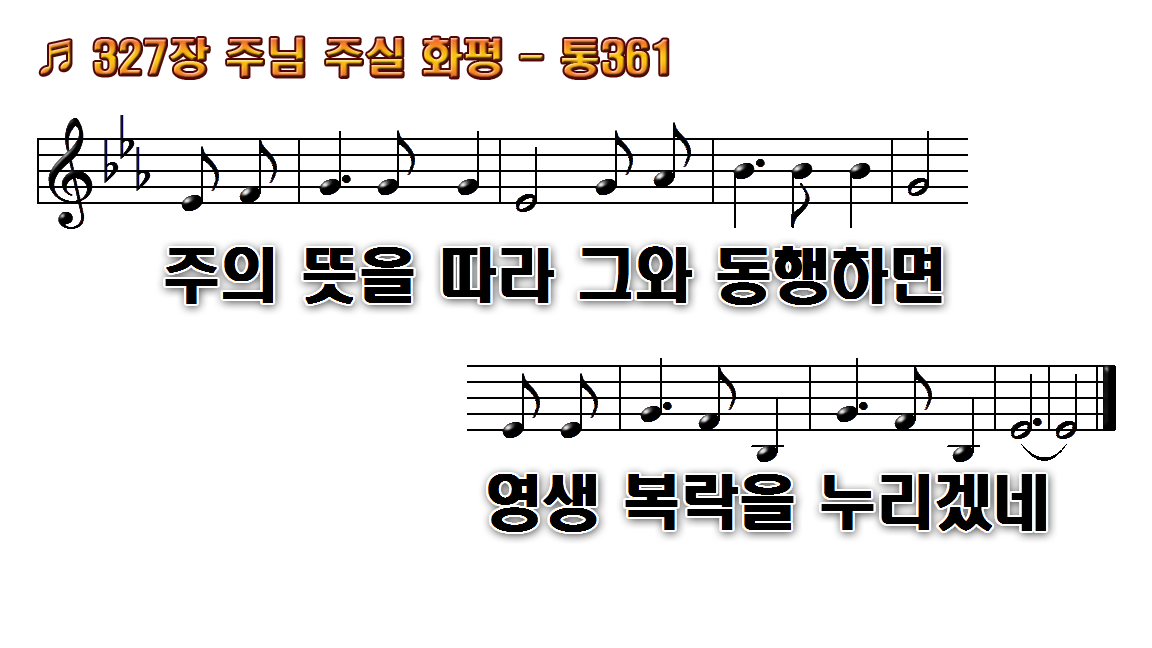 ♬ 327장 주님 주실 화평 - 통361
주의 뜻을 따라 그와 동행하면
영생 복락을 누리겠네